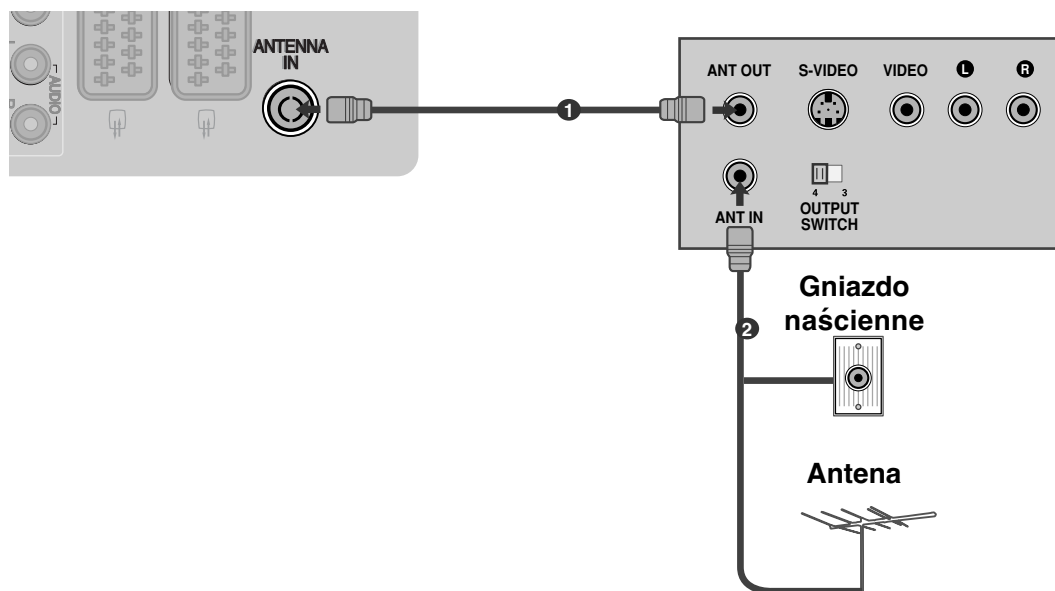 ANTENNA
IN
AUDIO
L
R
1
ANT OUT
S-VIDEO
VIDEO
L
R
ANT IN
4 3
OUTPUT
SWITCH
2
Gniazdo
naścienne
Antena